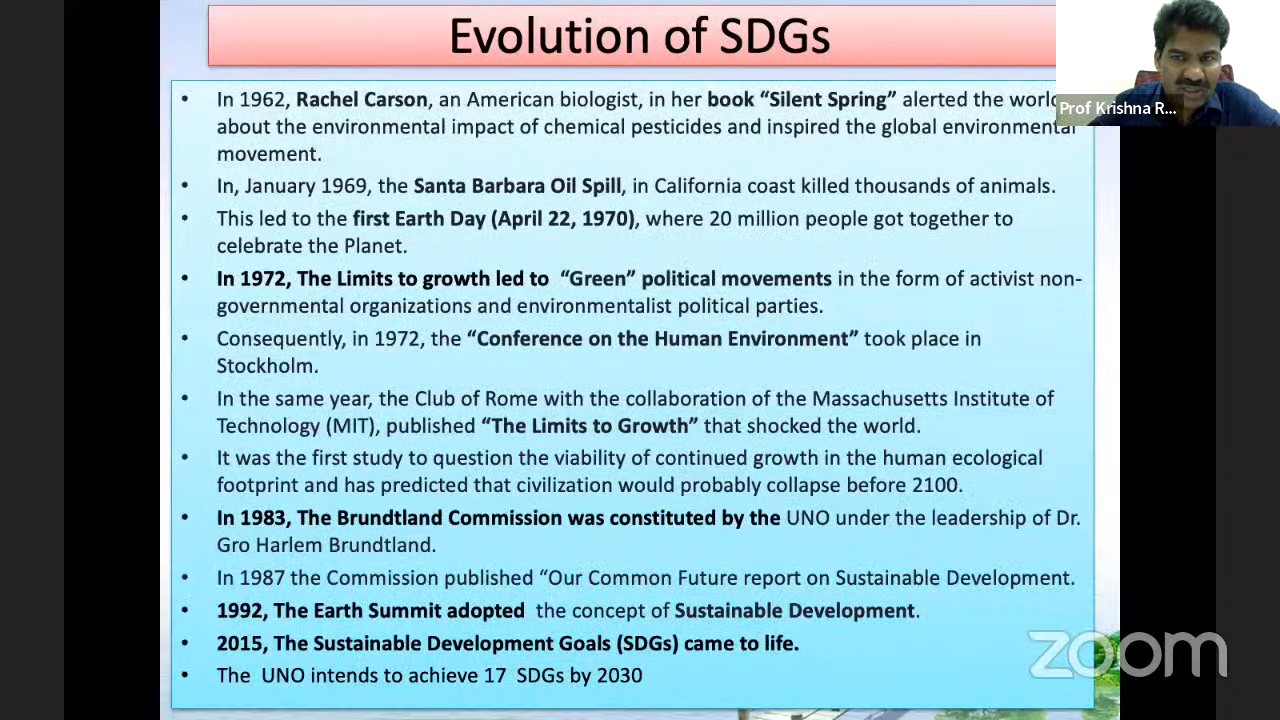 Evolution of SDGs
Prof Krishna R...
• In 1962, Rachel Carson, an American biologist, in her book “Silent Spring” alerted the world
about the environmental impact of chemical pesticides and inspired the global environmental
movement.
• In, January 1969, the Santa Barbara Oil Spill, in California coast killed thousands of animals.
• This led to the first Earth Day (April 22, 1970), where 20 million people got together to
celebrate the Planet.
• In 1972, The Limits to growth led to “Green” political movements in the form of activist non-
governmental organizations and environmentalist political parties.
• Consequently, in 1972, the “Conference on the Human Environment” took place in
Stockholm.
• In the same year, the Club of Rome with the collaboration of the Massachusetts Institute of
Technology (MIT), published “The Limits to Growth” that shocked the world.
• It was the first study to question the viability of continued growth in the human ecological
footprint and has predicted that civilization would probably collapse before 2100.
• In 1983, The Brundtland Commission was constituted by the UNO under the leadership of Dr.
Gro Harlem Brundtland.
• In 1987 the Commission published “Our Common Future report on Sustainable Development.
• 1992, The Earth Summit adopted the concept of Sustainable Development.
• 2015, The Sustainable Development Goals (SDGs) came to life.
• The UNO intends to achieve 17 SDGs by 2030
zoom